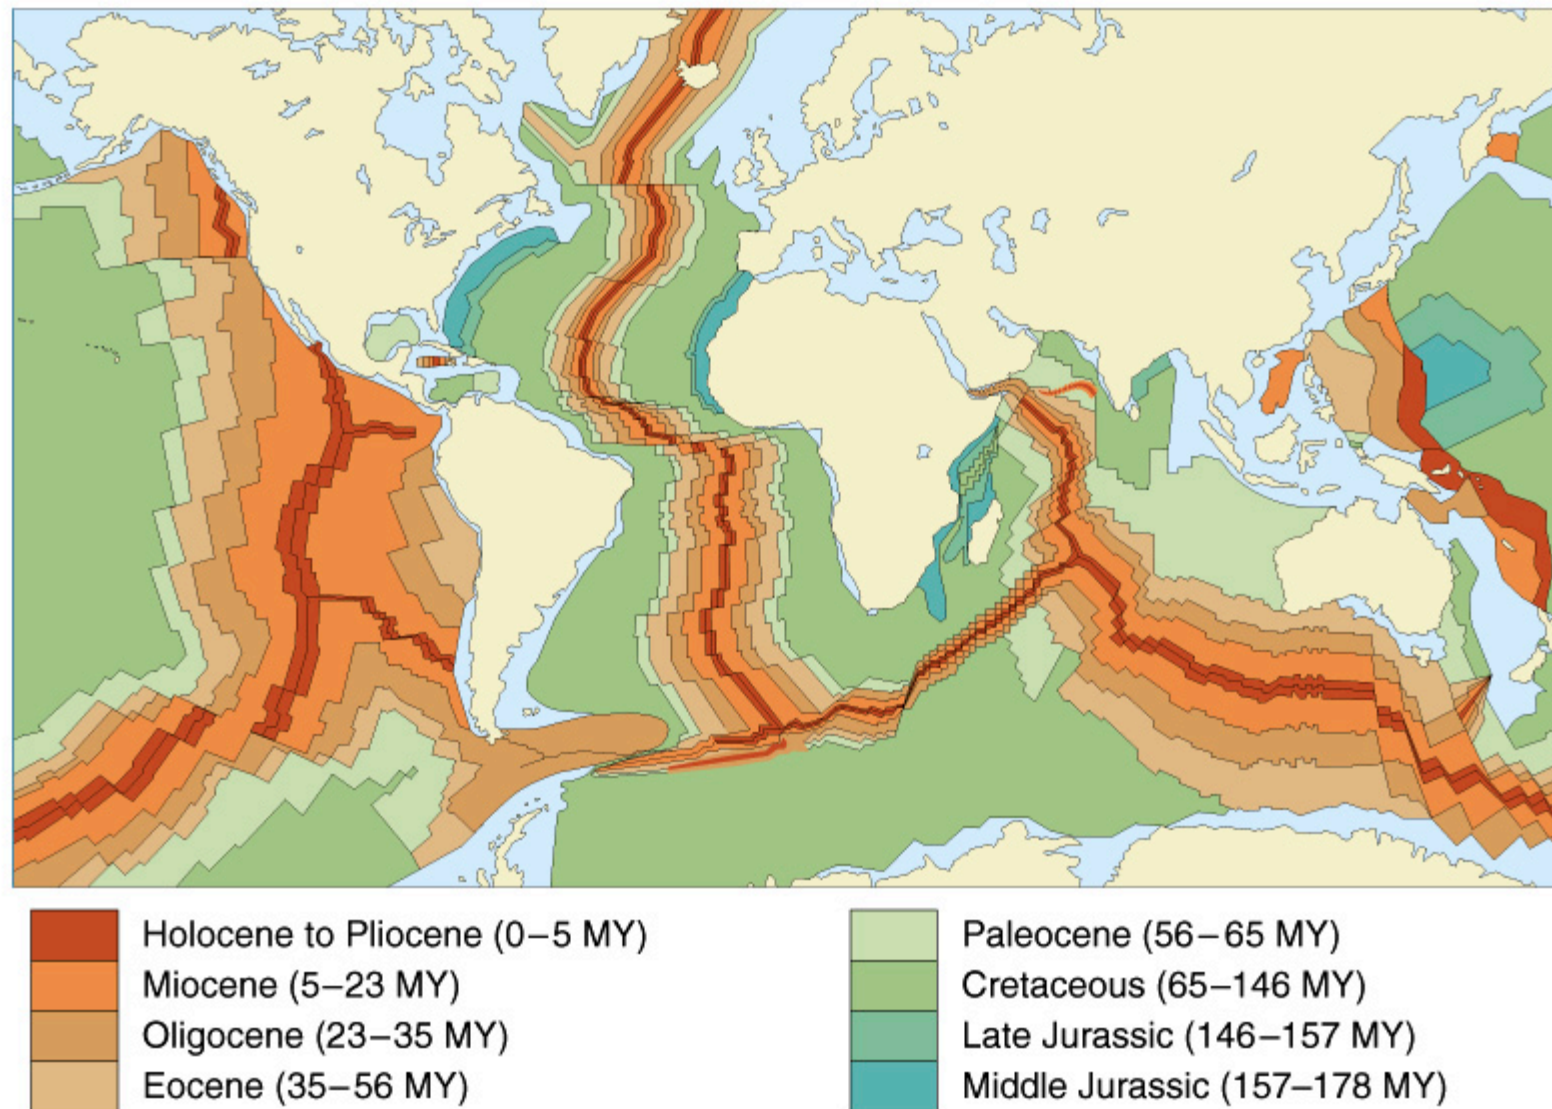 Holocene to Pliocene (0–5 MY)
Miocene (5–23 MY)
Oligocene (23–35 MY)
Eocene (35–56 MY)
Paleocene (56–65 MY)
Cretaceous (65–146 MY)
Late Jurassic (146–157 MY)
Middle Jurassic (157–178 MY)